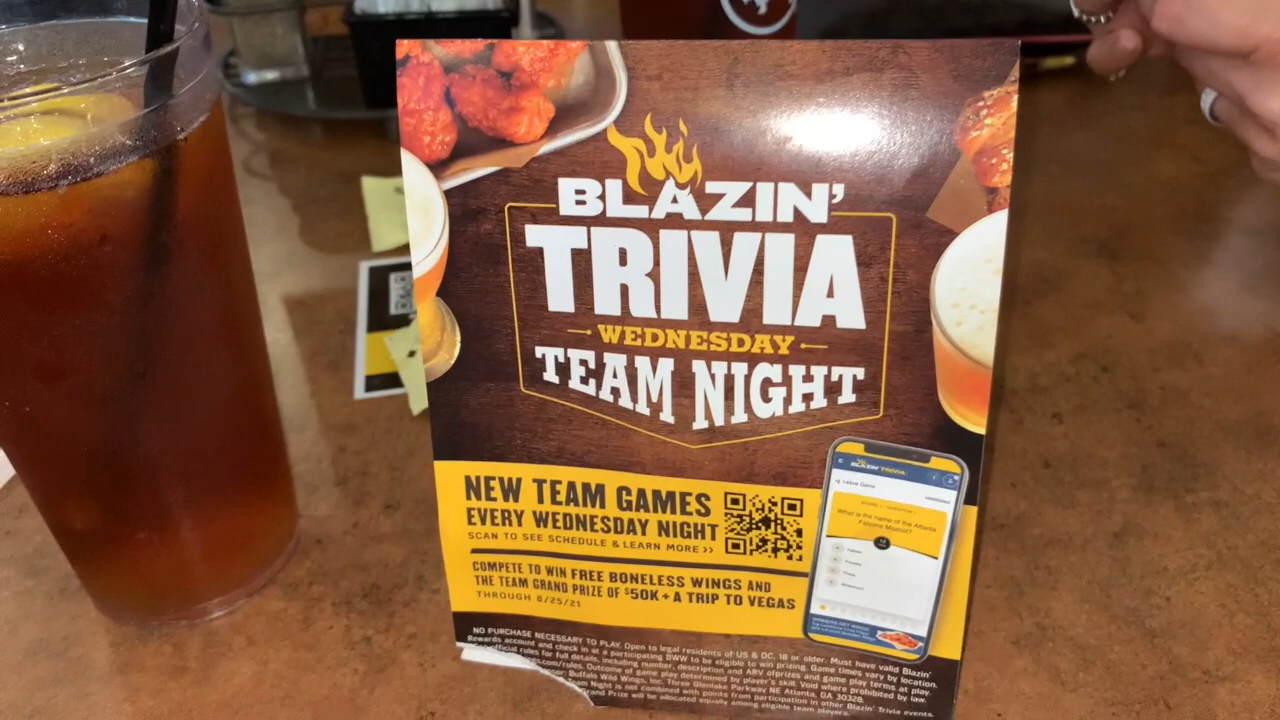 BLAZIN'
TRIVIA
WEDNESDAY
TEAM NIGHT
NEW TEAM GAMES
EVERY WEDNESDAY NIGHT
SCAN TO SEE SCHEDULE & LEARN MORE >>
COMPETE TO WIN FREE BONELESS WINGS AND
THE TEAM GRAND PRIZE OF $50K + A TRIP TO VEGAS
THROUGH 8/25/21
BLAZIN' TRIVIA
Leave Game
What is the name of the Atlanta
Falcons Mascot?
NO PURCHASE NECESSARY TO PLAY. Open to legal residents of US & DC, 18 or older. Must have valid Blazin'
Rewards account and check in at a participating BWW to be eligible to win prizing. Game times vary by location.
official rules for full details, including number, description and ARV of prizes and game play terms at play.
.com/rules. Outcome of game play determined by player's skill. Void where prohibited by law.
Buffalo Wild Wings, Inc. Three Glenlake Parkway NE Atlanta, GA 30328.
Team Night is not combined with points from participation in other Blazin' Trivia events.
Grand Prize will be allocated equally among eligible team players.